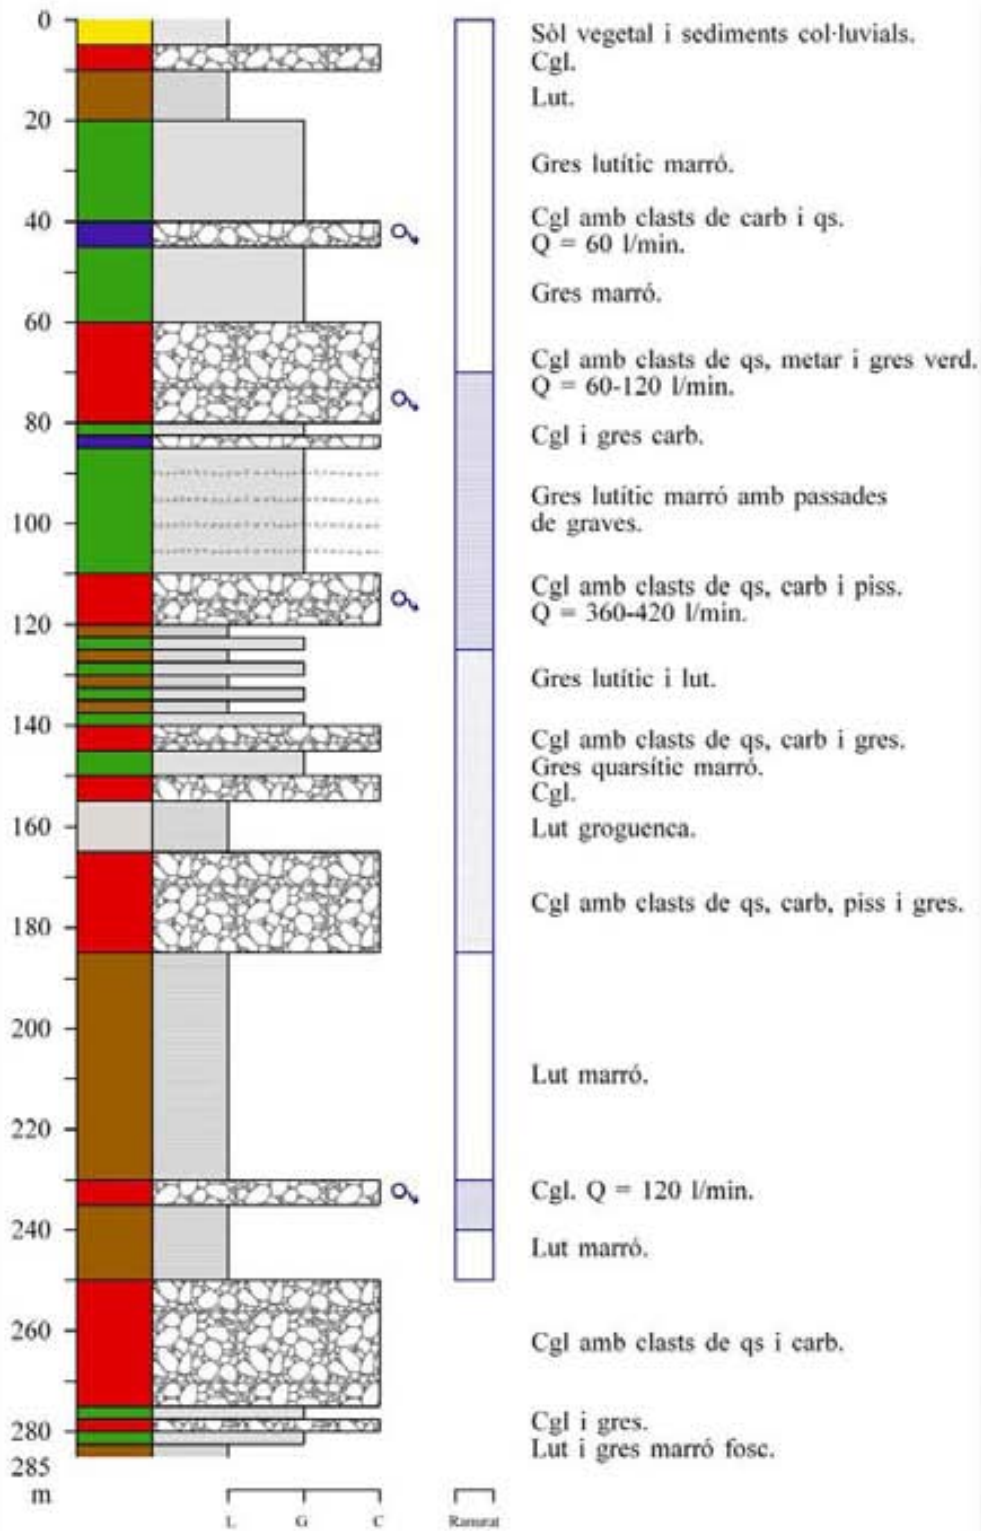 0
Sòl vegetal i sediments col·luvials.
Cgl.
Lut.
20
Gres lutític marró.
40
Cgl amb clasts de carb i qs.
Q = 60 l/min.
Gres marró.
60
Cgl amb clasts de qs, metar i gres verd.
Q = 60-120 l/min.
80
Cgl i gres carb.
Gres lutític marró amb passades
de graves.
100
Cgl amb clasts de qs, carb i piss.
Q = 360-420 l/min.
120
Gres lutític i lut.
140
Cgl amb clasts de qs, carb i gres.
Gres quarsític marró.
Cgl.
160
Lut groguenca.
Cgl amb clasts de qs, carb, piss i gres.
180
200
Lut marró.
220
Cgl. Q = 120 l/min.
240
Lut marró.
260
Cgl amb clasts de qs i carb.
280
Cgl i gres.
Lut i gres marró fosc.
285
m
L G C
Ranurat